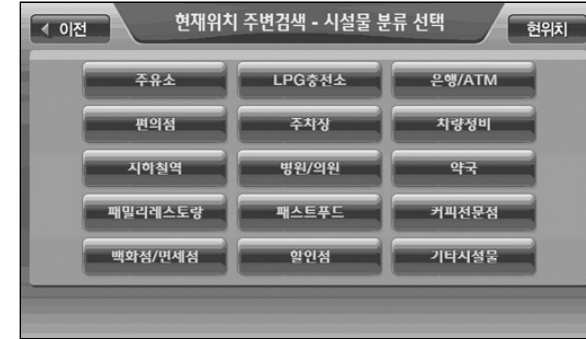 이전 현재위치 주변검색 - 시설물 분류 선택 현위치
주유소 LPG충전소 은행/ATM
편의점 주차장 차량정비
지하철역 병원/의원 약국
패밀리레스토랑 패스트푸드 커피전문점
백화점/면세점 할인점 기타시설물